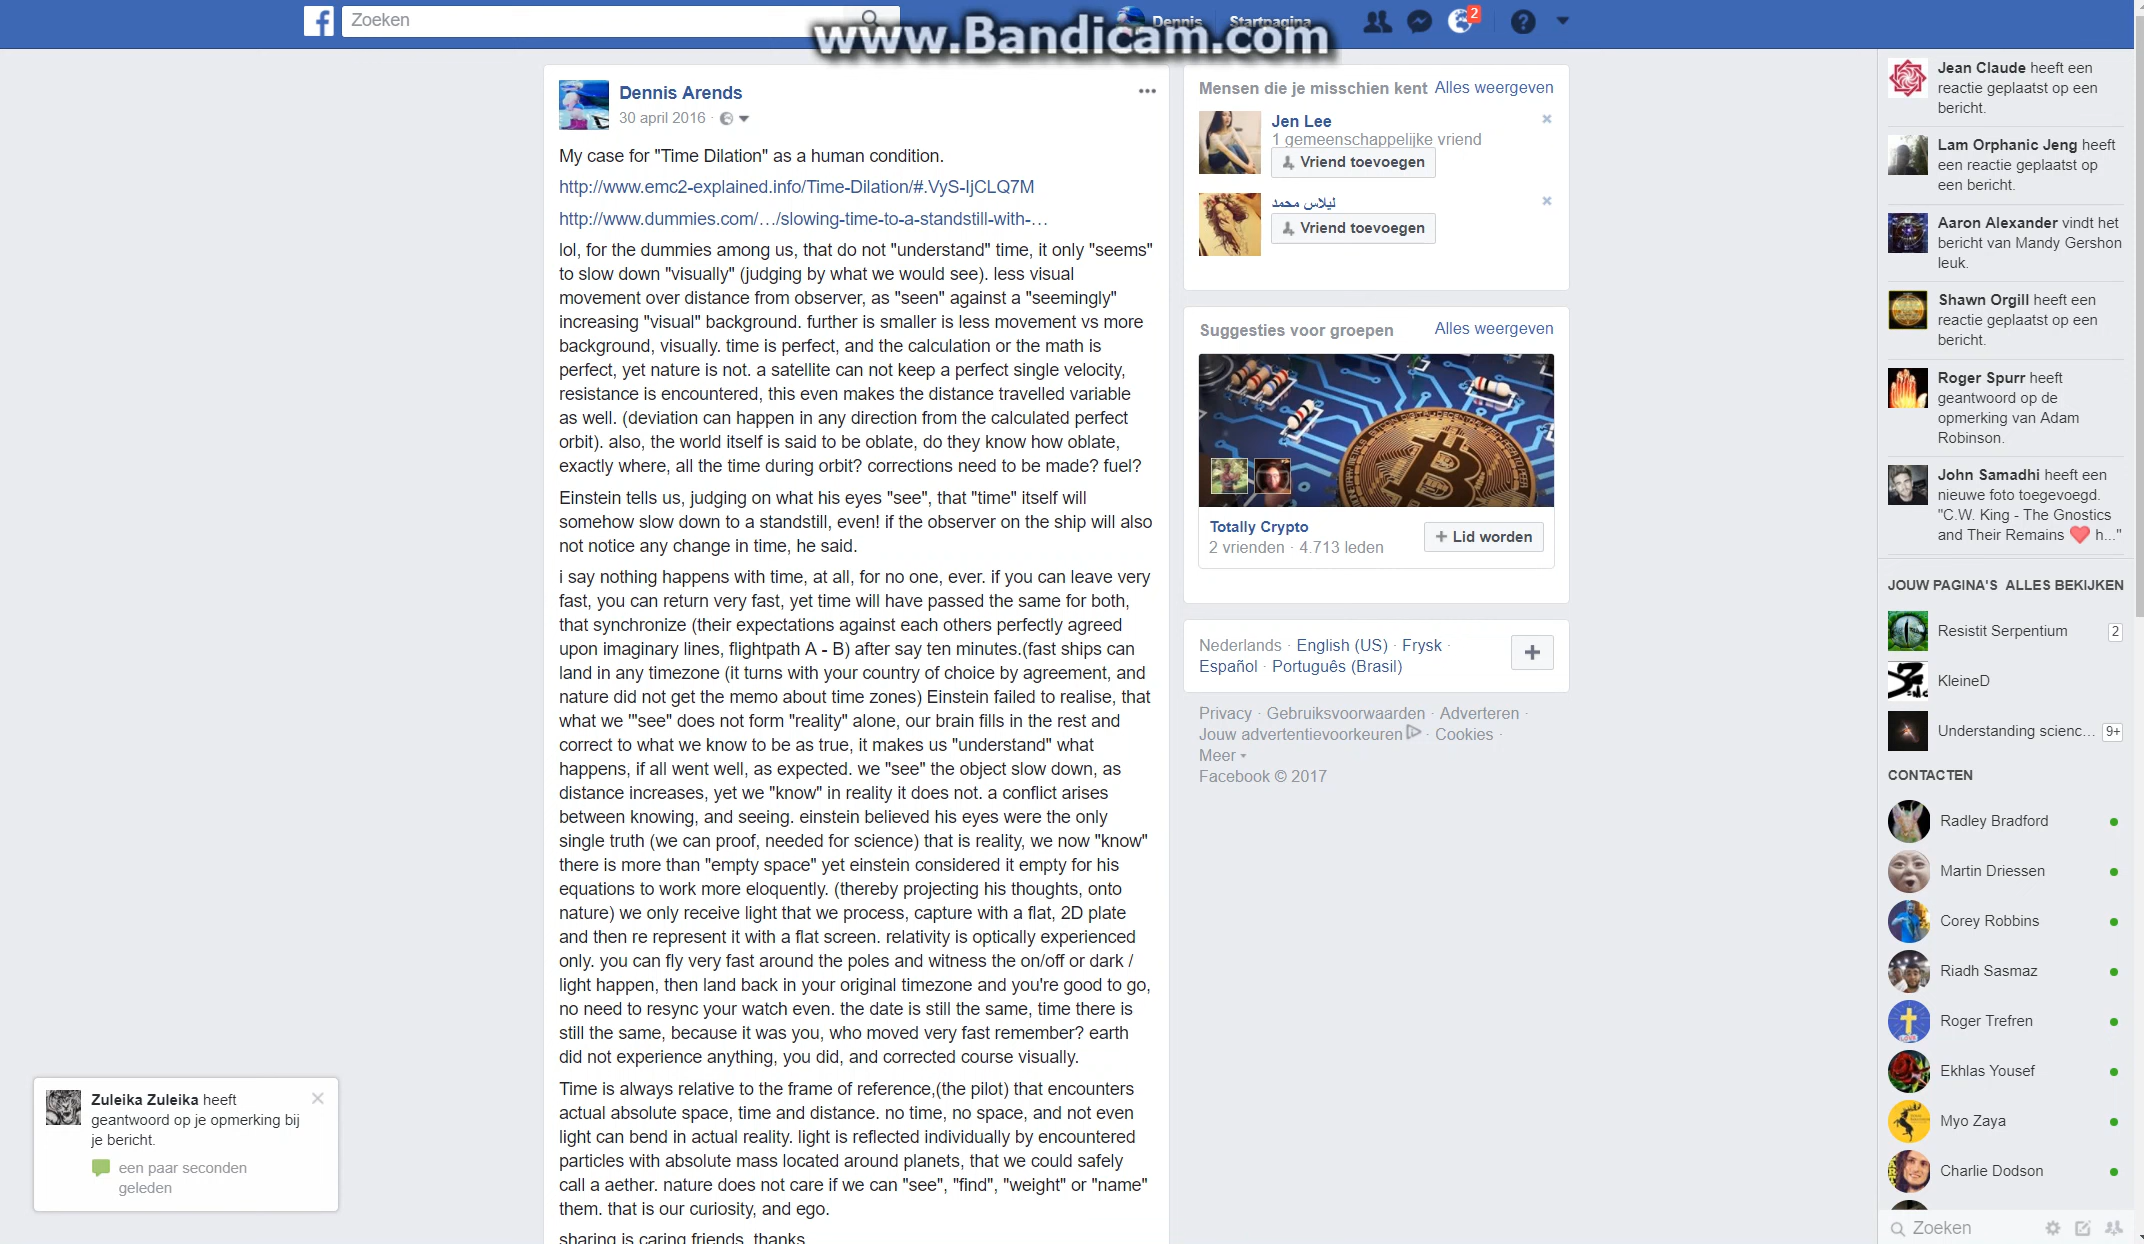 Zoeken
Dennis
Startpagina
2
www.Bandicam.com
Dennis Arends
30 april 2016 ·
My case for "Time Dilation" as a human condition.
http://www.emc2-explained.info/Time-Dilation/#.VyS-IjCLQ7M
http://www.dummies.com/…/slowing-time-to-a-standstill-with-…
lol, for the dummies among us, that do not "understand" time, it only "seems"
to slow down "visually" (judging by what we would see). less visual
movement over distance from observer, as "seen" against a "seemingly"
increasing "visual" background. further is smaller is less movement vs more
background, visually. time is perfect, and the calculation or the math is
perfect, yet nature is not. a satellite can not keep a perfect single velocity,
resistance is encountered, this even makes the distance travelled variable
as well. (deviation can happen in any direction from the calculated perfect
orbit). also, the world itself is said to be oblate, do they know how oblate,
exactly where, all the time during orbit? corrections need to be made? fuel?
Einstein tells us, judging on what his eyes "see", that "time" itself will
somehow slow down to a standstill, even! if the observer on the ship will also
not notice any change in time, he said.
i say nothing happens with time, at all, for no one, ever. if you can leave very
fast, you can return very fast, yet time will have passed the same for both,
that synchronize (their expectations against each others perfectly agreed
upon imaginary lines, flightpath A - B) after say ten minutes.(fast ships can
land in any timezone (it turns with your country of choice by agreement, and
nature did not get the memo about time zones) Einstein failed to realise, that
what we '"see" does not form "reality" alone, our brain fills in the rest and
correct to what we know to be as true, it makes us "understand" what
happens, if all went well, as expected. we "see" the object slow down, as
distance increases, yet we "know" in reality it does not. a conflict arises
between knowing, and seeing. einstein believed his eyes were the only
single truth (we can proof, needed for science) that is reality, we now "know"
there is more than "empty space" yet einstein considered it empty for his
equations to work more eloquently. (thereby projecting his thoughts, onto
nature) we only receive light that we process, capture with a flat, 2D plate
and then re represent it with a flat screen. relativity is optically experienced
only. you can fly very fast around the poles and witness the on/off or dark /
light happen, then land back in your original timezone and you're good to go,
no need to resync your watch even. the date is still the same, time there is
still the same, because it was you, who moved very fast remember? earth
did not experience anything, you did, and corrected course visually.
Time is always relative to the frame of reference,(the pilot) that encounters
actual absolute space, time and distance. no time, no space, and not even
light can bend in actual reality. light is reflected individually by encountered
particles with absolute mass located around planets, that we could safely
call a aether. nature does not care if we can "see", "find", "weight" or "name"
them. that is our curiosity, and ego.
sharing is caring friends, thanks
Mensen die je misschien kent Alles weergeven
Jen Lee
1 gemeenschappelijke vriend
Vriend toevoegen
ليلاس محمد
Vriend toevoegen
Suggesties voor groepen Alles weergeven
Totally Crypto
2 vrienden · 4.713 leden
+ Lid worden
Nederlands · English (US) · Frysk ·
Español · Português (Brasil)
Privacy · Gebruiksvoorwaarden · Adverteren ·
Jouw advertentievoorkeuren · Cookies ·
Meer
Facebook © 2017
Jean Claude heeft een
reactie geplaatst op een
bericht.
Lam Orphanic Jeng heeft
een reactie geplaatst op
een bericht.
Aaron Alexander vindt het
bericht van Mandy Gershon
leuk.
Shawn Orgill heeft een
reactie geplaatst op een
bericht.
Roger Spurr heeft
geantwoord op de
opmerking van Adam
Robinson.
John Samadhi heeft een
nieuwe foto toegevoegd.
"C.W. King - The Gnostics
and Their Remains ❤ h..."
JOUW PAGINA'S ALLES BEKIJKEN
Resistit Serpentium 2
KleineD
Understanding scienc... 9+
CONTACTEN
Radley Bradford
Martin Driessen
Corey Robbins
Riadh Sasmaz
Roger Trefren
Ekhlas Yousef
Myo Zaya
Charlie Dodson
Zoeken
Zuleika Zuleika heeft
geantwoord op je opmerking bij
je bericht.
een paar seconden
geleden